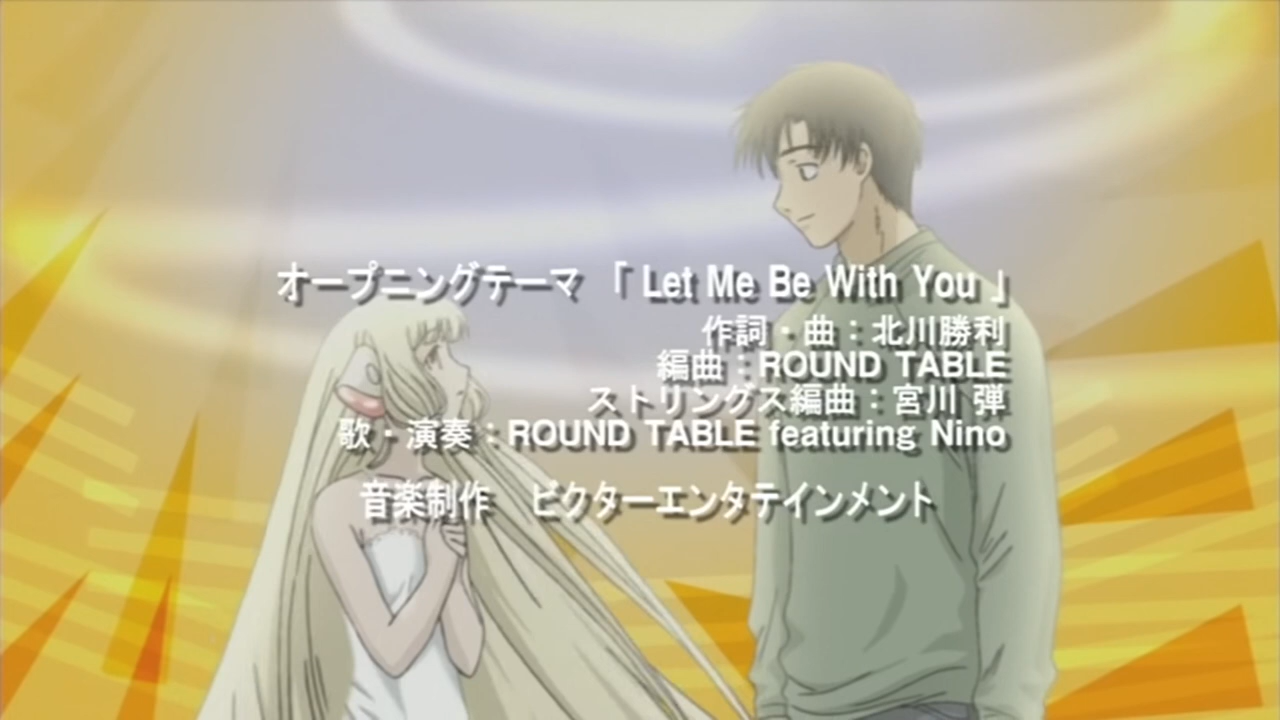 オープニングテーマ 「 Let Me Be With You 」
作詞・曲：北川勝利
編曲：ROUND TABLE
ストリングス編曲：宮川 弾
歌・演奏：ROUND TABLE featuring Nino
音楽制作　ビクターエンタテインメント